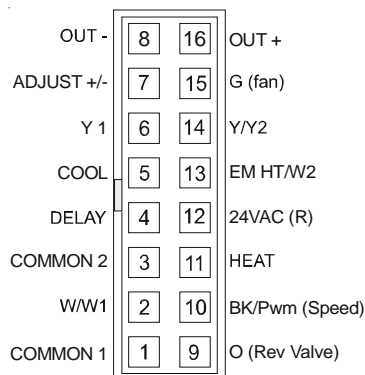 OUT - 8 16 OUT +
ADJUST +/- 7 15 G (fan)
Y 1 6 14 Y/Y2
COOL 5 13 EM HT/W2
DELAY 4 12 24VAC (R)
COMMON 2 3 11 HEAT
W/W1 2 10 BK/Pwm (Speed)
COMMON 1 1 9 O (Rev Valve)